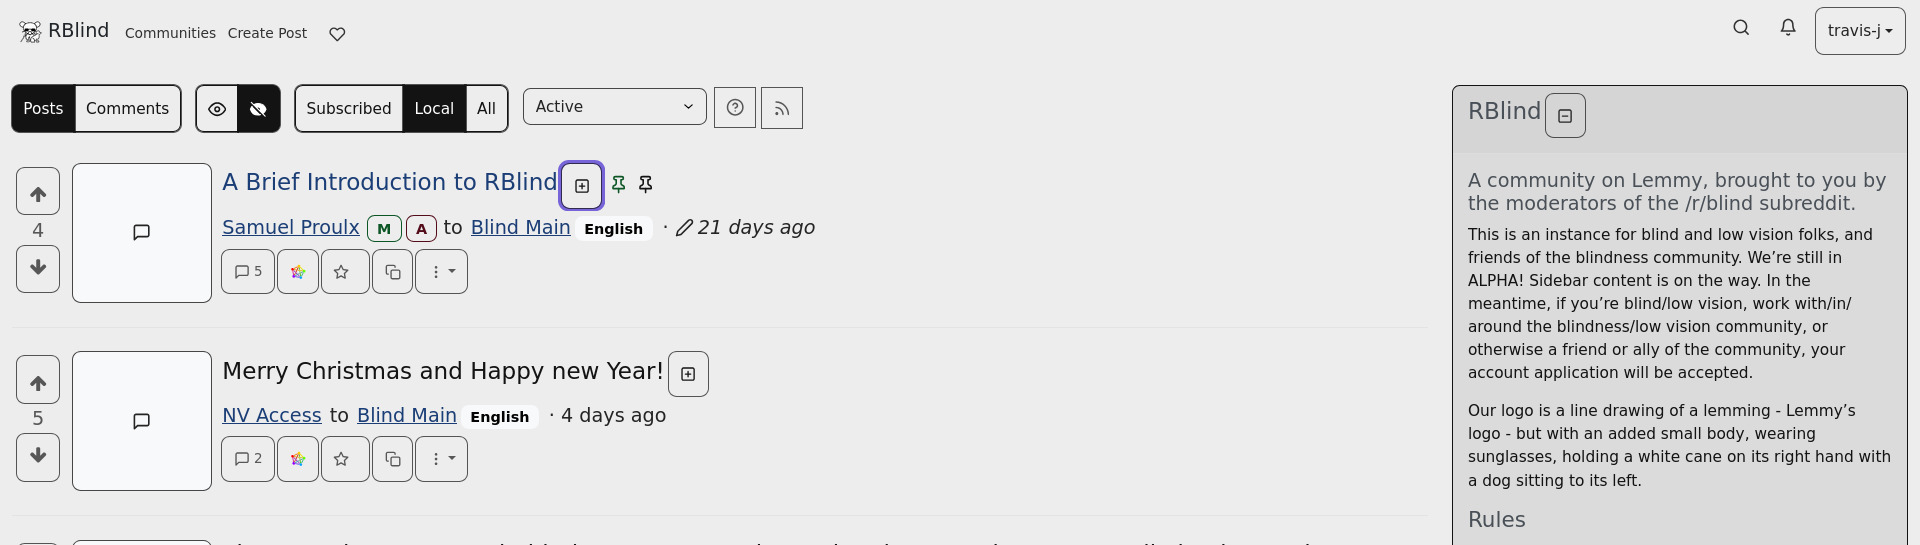 RBlind Communities Create Post travis-j
Posts Comments Subscribed Local All Active
A Brief Introduction to RBlind
4
Samuel Proulx M A to Blind Main English · 21 days ago
5
Merry Christmas and Happy new Year!
5
NV Access to Blind Main English · 4 days ago
2
RBlind
A community on Lemmy, brought to you by
the moderators of the /r/blind subreddit.
This is an instance for blind and low vision folks, and
friends of the blindness community. We’re still in
ALPHA! Sidebar content is on the way. In the
meantime, if you’re blind/low vision, work with/in/
around the blindness/low vision community, or
otherwise a friend or ally of the community, your
account application will be accepted.
Our logo is a line drawing of a lemming - Lemmy’s
logo - but with an added small body, wearing
sunglasses, holding a white cane on its right hand with
a dog sitting to its left.
Rules